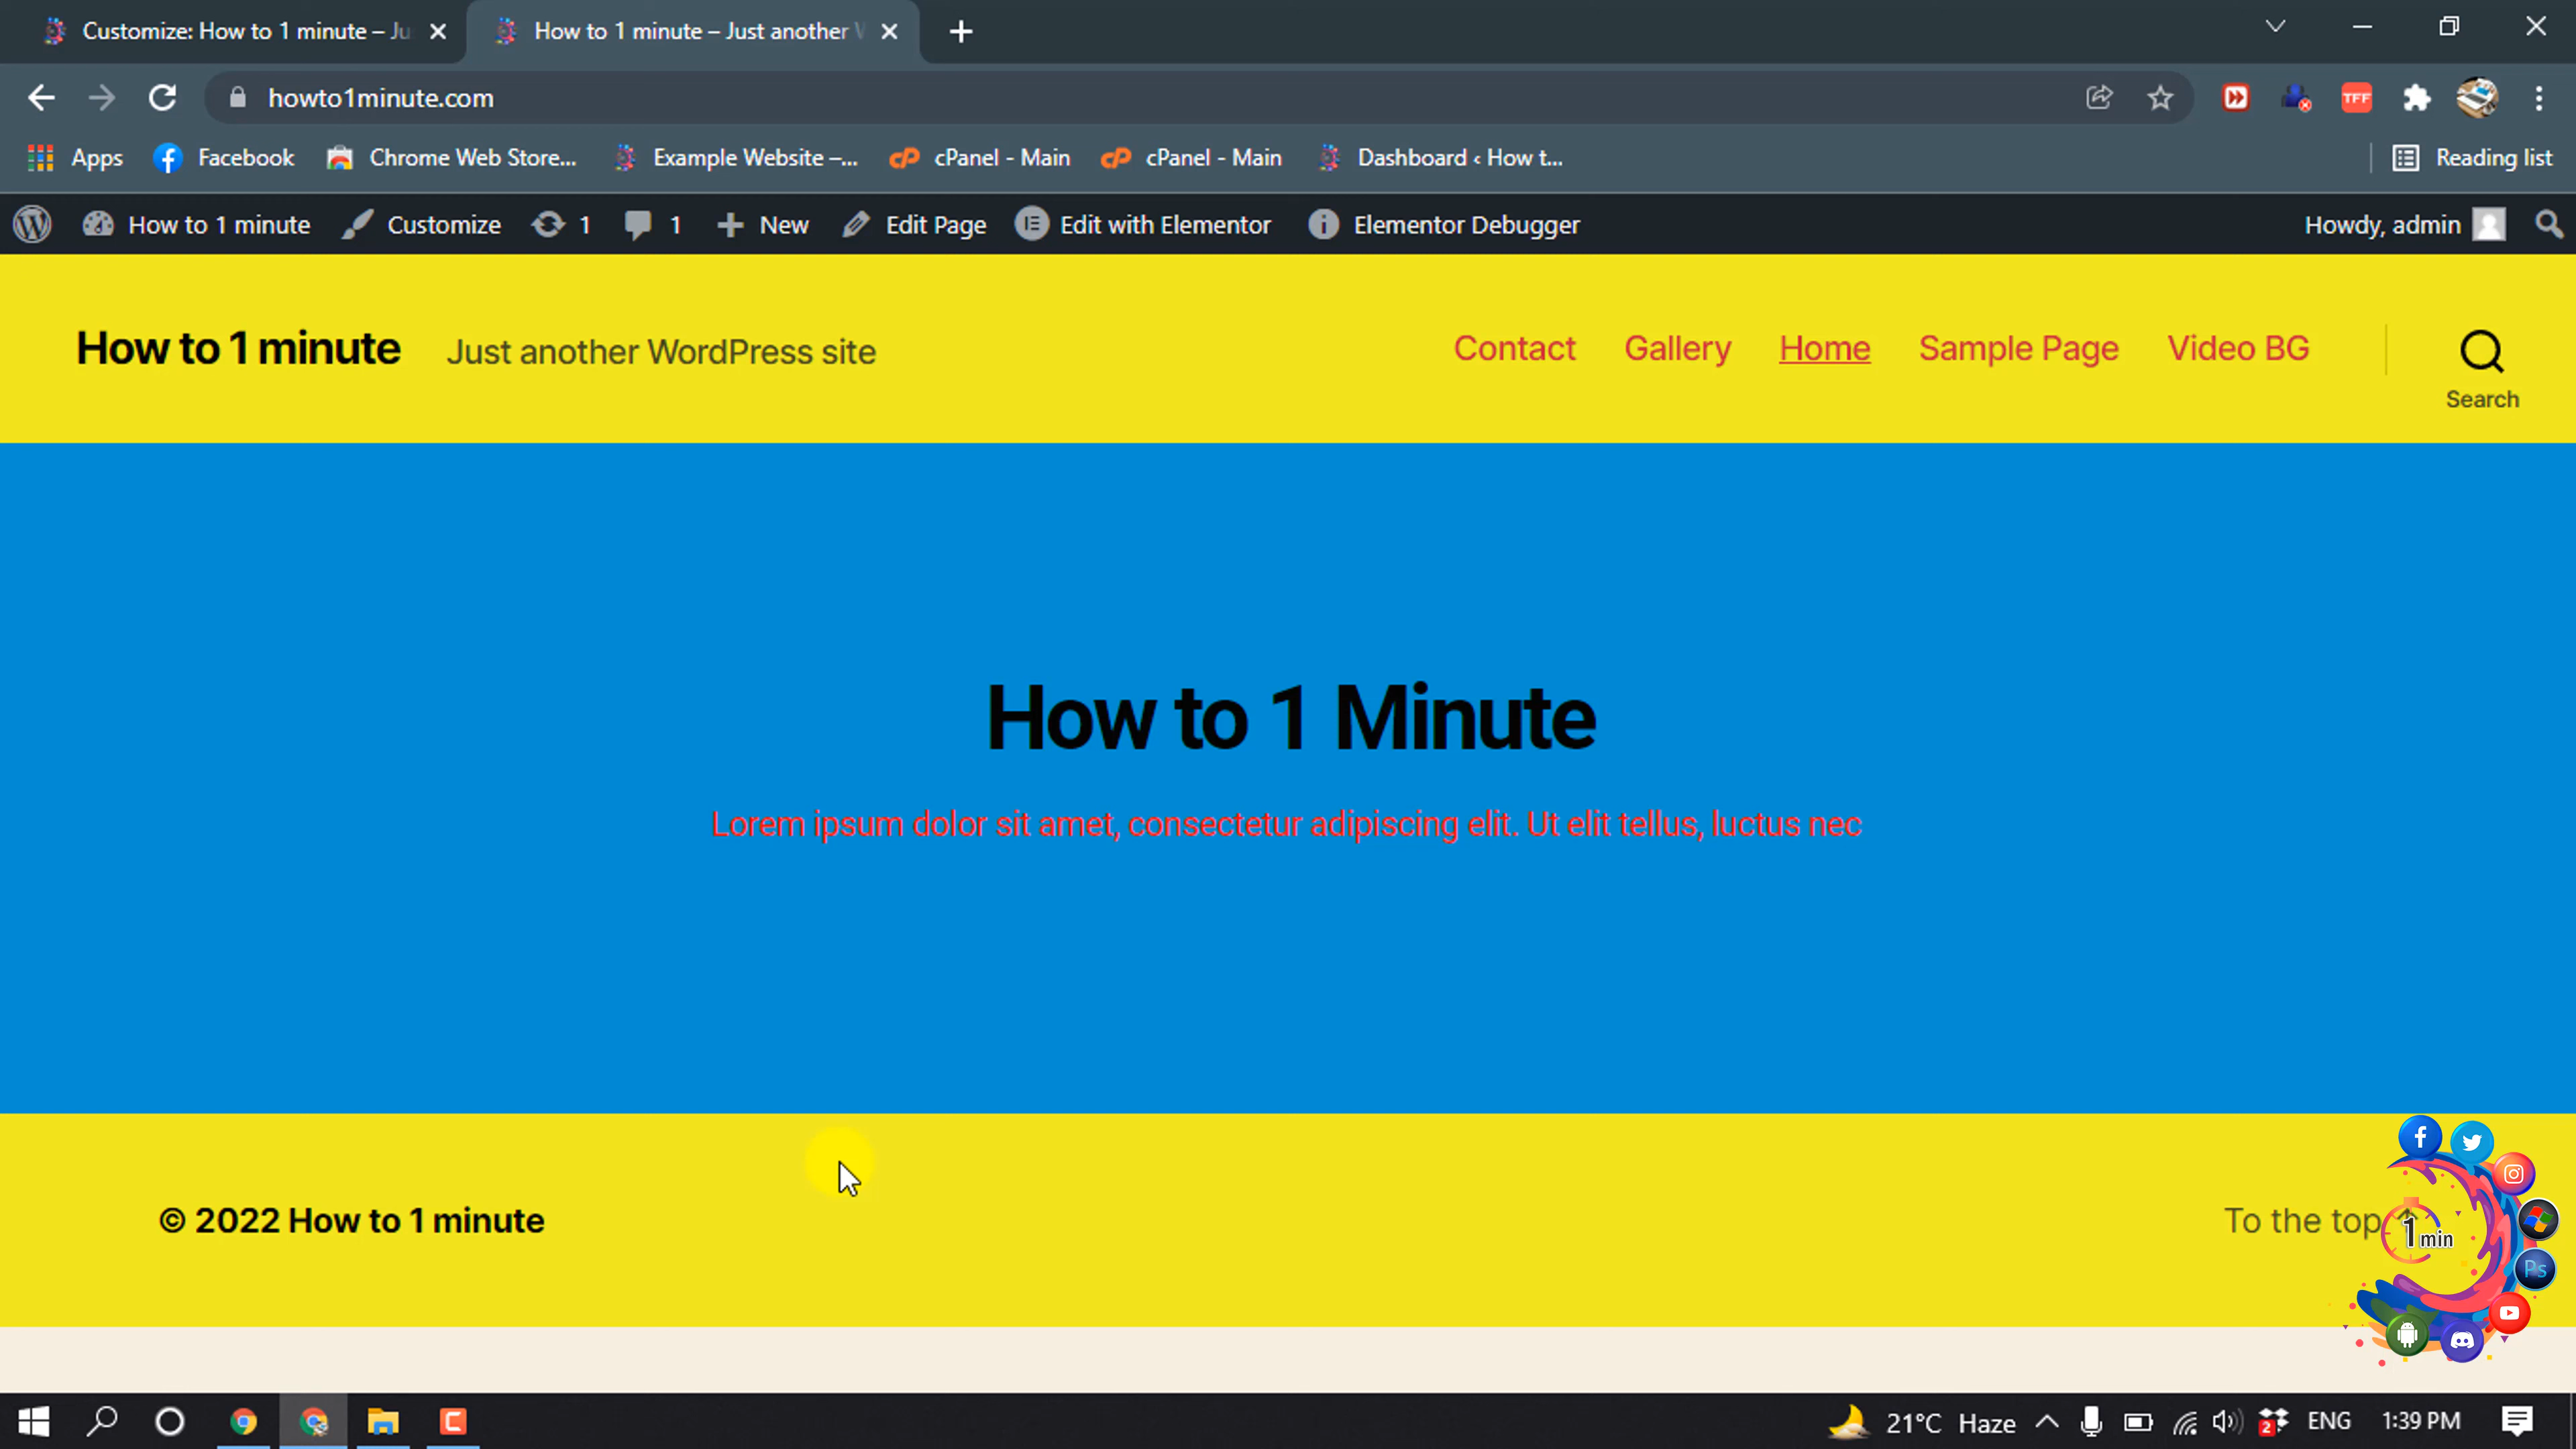 Customize: How to 1 minute – Ju
How to 1 minute – Just another W
howto1minute.com
TFF
Apps
Facebook
Chrome Web Store...
Example Website –...
cPanel - Main
cPanel - Main
Dashboard ‹ How t...
Reading list
How to 1 minute
Customize
1
1
New
Edit Page
Edit with Elementor
Elementor Debugger
Howdy, admin
How to 1 minute
Just another WordPress site
Contact
Gallery
Home
Sample Page
Video BG
Search
How to 1 Minute
Lorem ipsum dolor sit amet, consectetur adipiscing elit. Ut elit tellus, luctus nec
© 2022 How to 1 minute
To the top ↑
1 min
Ps
21°C Haze
2
ENG
1:39 PM